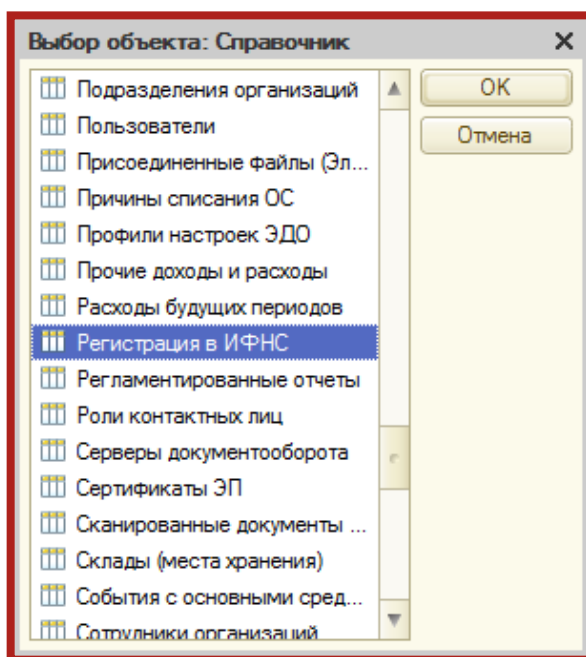 Выбор объекта: Справочник
Подразделения организаций
OK
Пользователи
Отмена
Присоединенные файлы (Эл...
Причины списания ОС
Профили настроек ЭДО
Прочие доходы и расходы
Расходы будущих периодов
Регистрация в ИФНС
Регламентированные отчеты
Роли контактных лиц
Серверы документооборота
Сертификаты ЭП
Сканированные документы ...
Склады (места хранения)
События с основными сред...
Сотрудники организаций